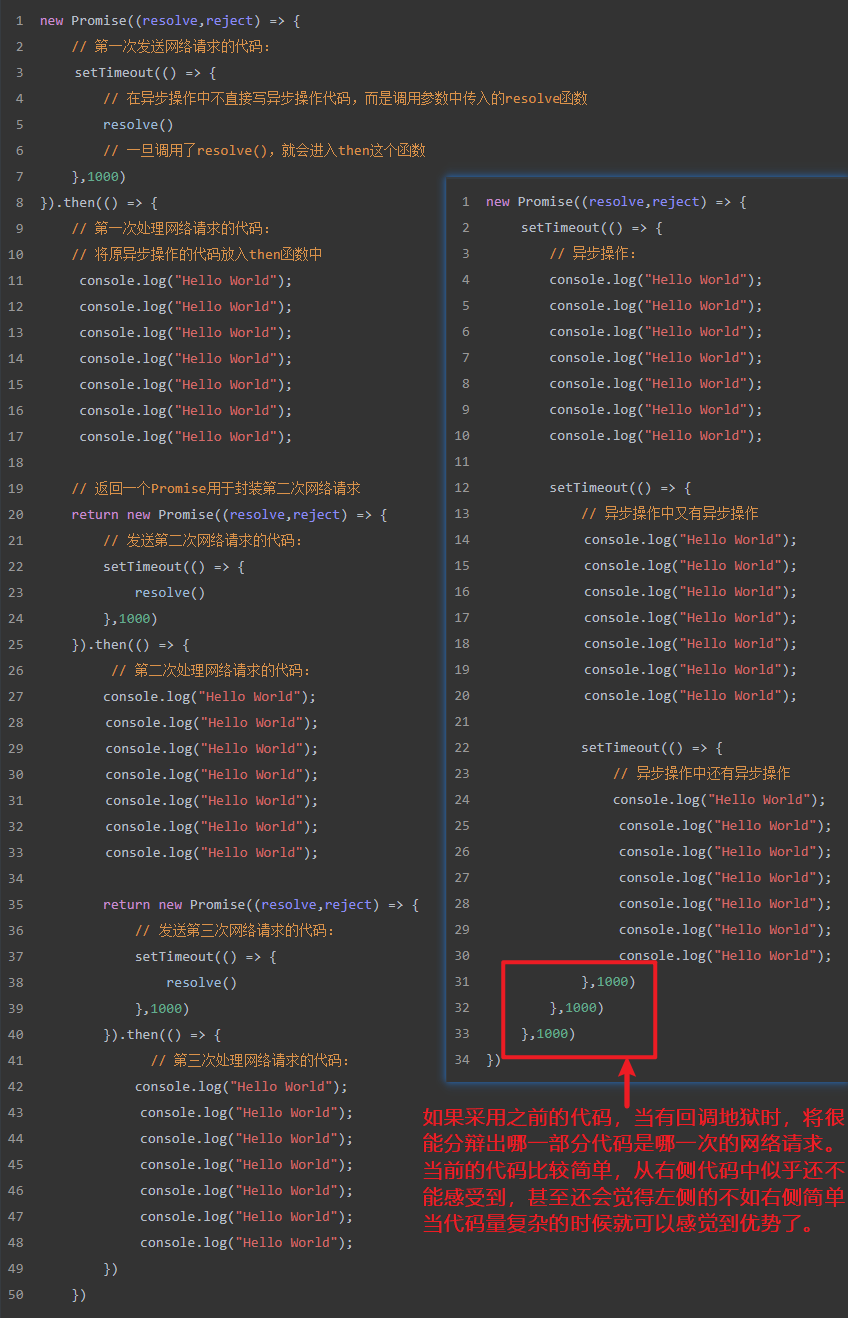 1 new Promise((resolve,reject) => {
2 // 第一次发送网络请求的代码:
3 setTimeout(() => {
4 // 在异步操作中不直接写异步操作代码，而是调用参数中传入的resolve函数
5 resolve()
6 // 一旦调用了resolve()，就会进入then这个函数
7 },1000)
8 }).then(() => {
9 // 第一次处理网络请求的代码:
10 // 将原异步操作的代码放入then函数中
11 console.log("Hello World");
12 console.log("Hello World");
13 console.log("Hello World");
14 console.log("Hello World");
15 console.log("Hello World");
16 console.log("Hello World");
17 console.log("Hello World");
18
19 // 返回一个Promise用于封装第二次网络请求
20 return new Promise((resolve,reject) => {
21 // 发送第二次网络请求的代码:
22 setTimeout(() => {
23 resolve()
24 },1000)
25 }).then(() => {
26 // 第二次处理网络请求的代码:
27 console.log("Hello World");
28 console.log("Hello World");
29 console.log("Hello World");
30 console.log("Hello World");
31 console.log("Hello World");
32 console.log("Hello World");
33 console.log("Hello World");
34
35 return new Promise((resolve,reject) => {
36 // 发送第三次网络请求的代码:
37 setTimeout(() => {
38 resolve()
39 },1000)
40 }).then(() => {
41 // 第三次处理网络请求的代码:
42 console.log("Hello World");
43 console.log("Hello World");
44 console.log("Hello World");
45 console.log("Hello World");
46 console.log("Hello World");
47 console.log("Hello World");
48 console.log("Hello World");
49 })
50 })
1 new Promise((resolve,reject) => {
2 setTimeout(() => {
3 // 异步操作:
4 console.log("Hello World");
5 console.log("Hello World");
6 console.log("Hello World");
7 console.log("Hello World");
8 console.log("Hello World");
9 console.log("Hello World");
10 console.log("Hello World");
11
12 setTimeout(() => {
13 // 异步操作中又有异步操作
14 console.log("Hello World");
15 console.log("Hello World");
16 console.log("Hello World");
17 console.log("Hello World");
18 console.log("Hello World");
19 console.log("Hello World");
20 console.log("Hello World");
21
22 setTimeout(() => {
23 // 异步操作中还有异步操作
24 console.log("Hello World");
25 console.log("Hello World");
26 console.log("Hello World");
27 console.log("Hello World");
28 console.log("Hello World");
29 console.log("Hello World");
30 console.log("Hello World");
31 },1000)
32 },1000)
33 },1000)
34 })
如果采用之前的代码，当有回调地狱时，将很
能分辩出哪一部分代码是哪一次的网络请求。
当前的代码比较简单，从右侧代码中似乎还不
能感受到，甚至还会觉得左侧的不如右侧简单
当代码量复杂的时候就可以感觉到优势了。